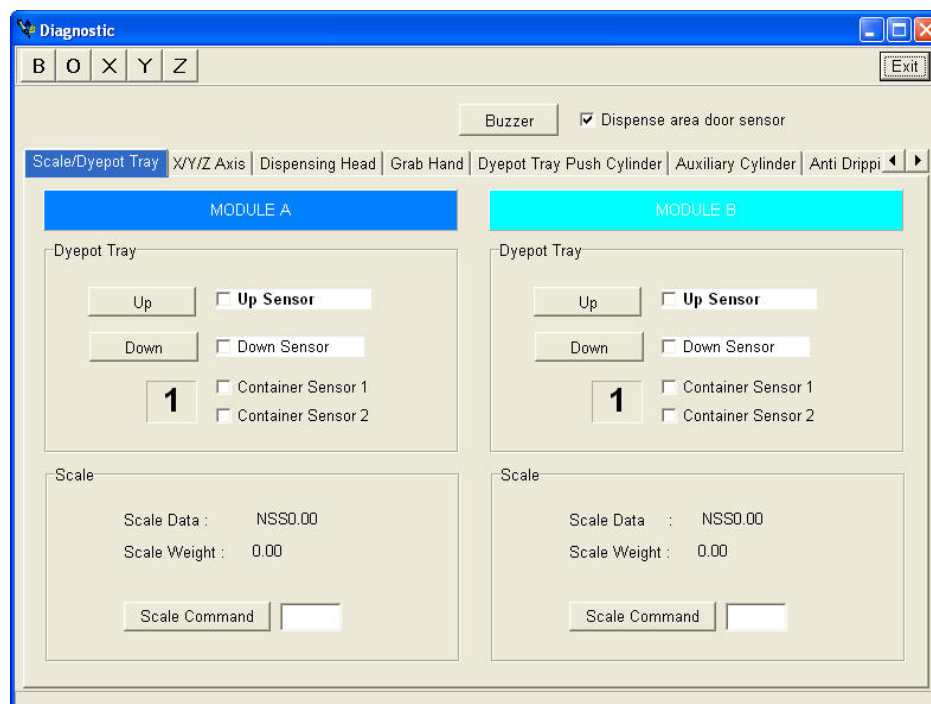 Diagnostic
B O X Y Z Exit
Buzzer Dispense area door sensor
Scale/Dyepot Tray X/Y/Z Axis Dispensing Head Grab Hand Dyepot Tray Push Cylinder Auxiliary Cylinder Anti Drippi
MODULE A MODULE B
Dyepot Tray Dyepot Tray
Up Up Sensor Up Up Sensor
Down Down Sensor Down Down Sensor
1 Container Sensor 1 1 Container Sensor 1
Container Sensor 2 Container Sensor 2
Scale Scale
Scale Data : NSS0.00 Scale Data : NSS0.00
Scale Weight : 0.00 Scale Weight : 0.00
Scale Command Scale Command